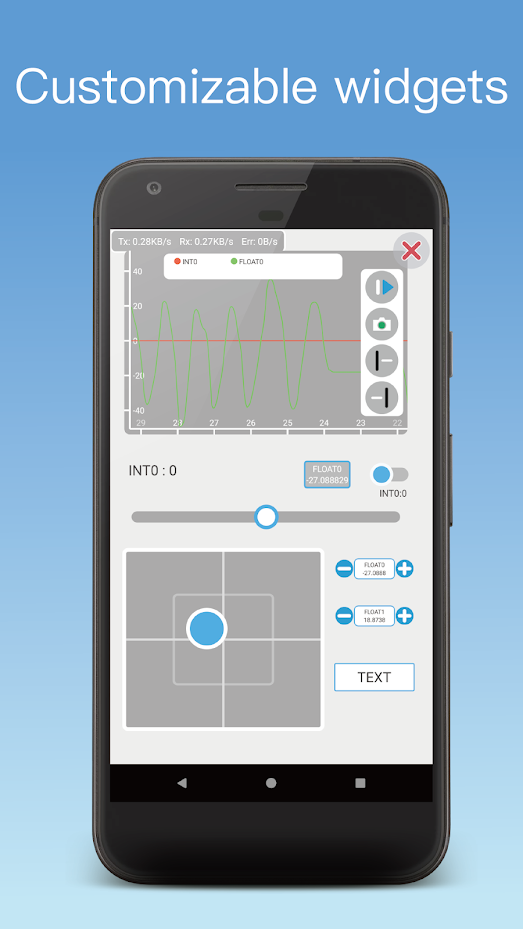 Customizable widgets
Tx: 0.28KB/s Rx: 0.27KB/s Err: 0B/s
INT0 FLOAT0
40
20
0
-20
-40
29 28 27 26 25 24 23 22
INT0 : 0
FLOAT0
-27.088829
INT0:0
FLOAT0
-27.0888
FLOAT1
18.8738
TEXT